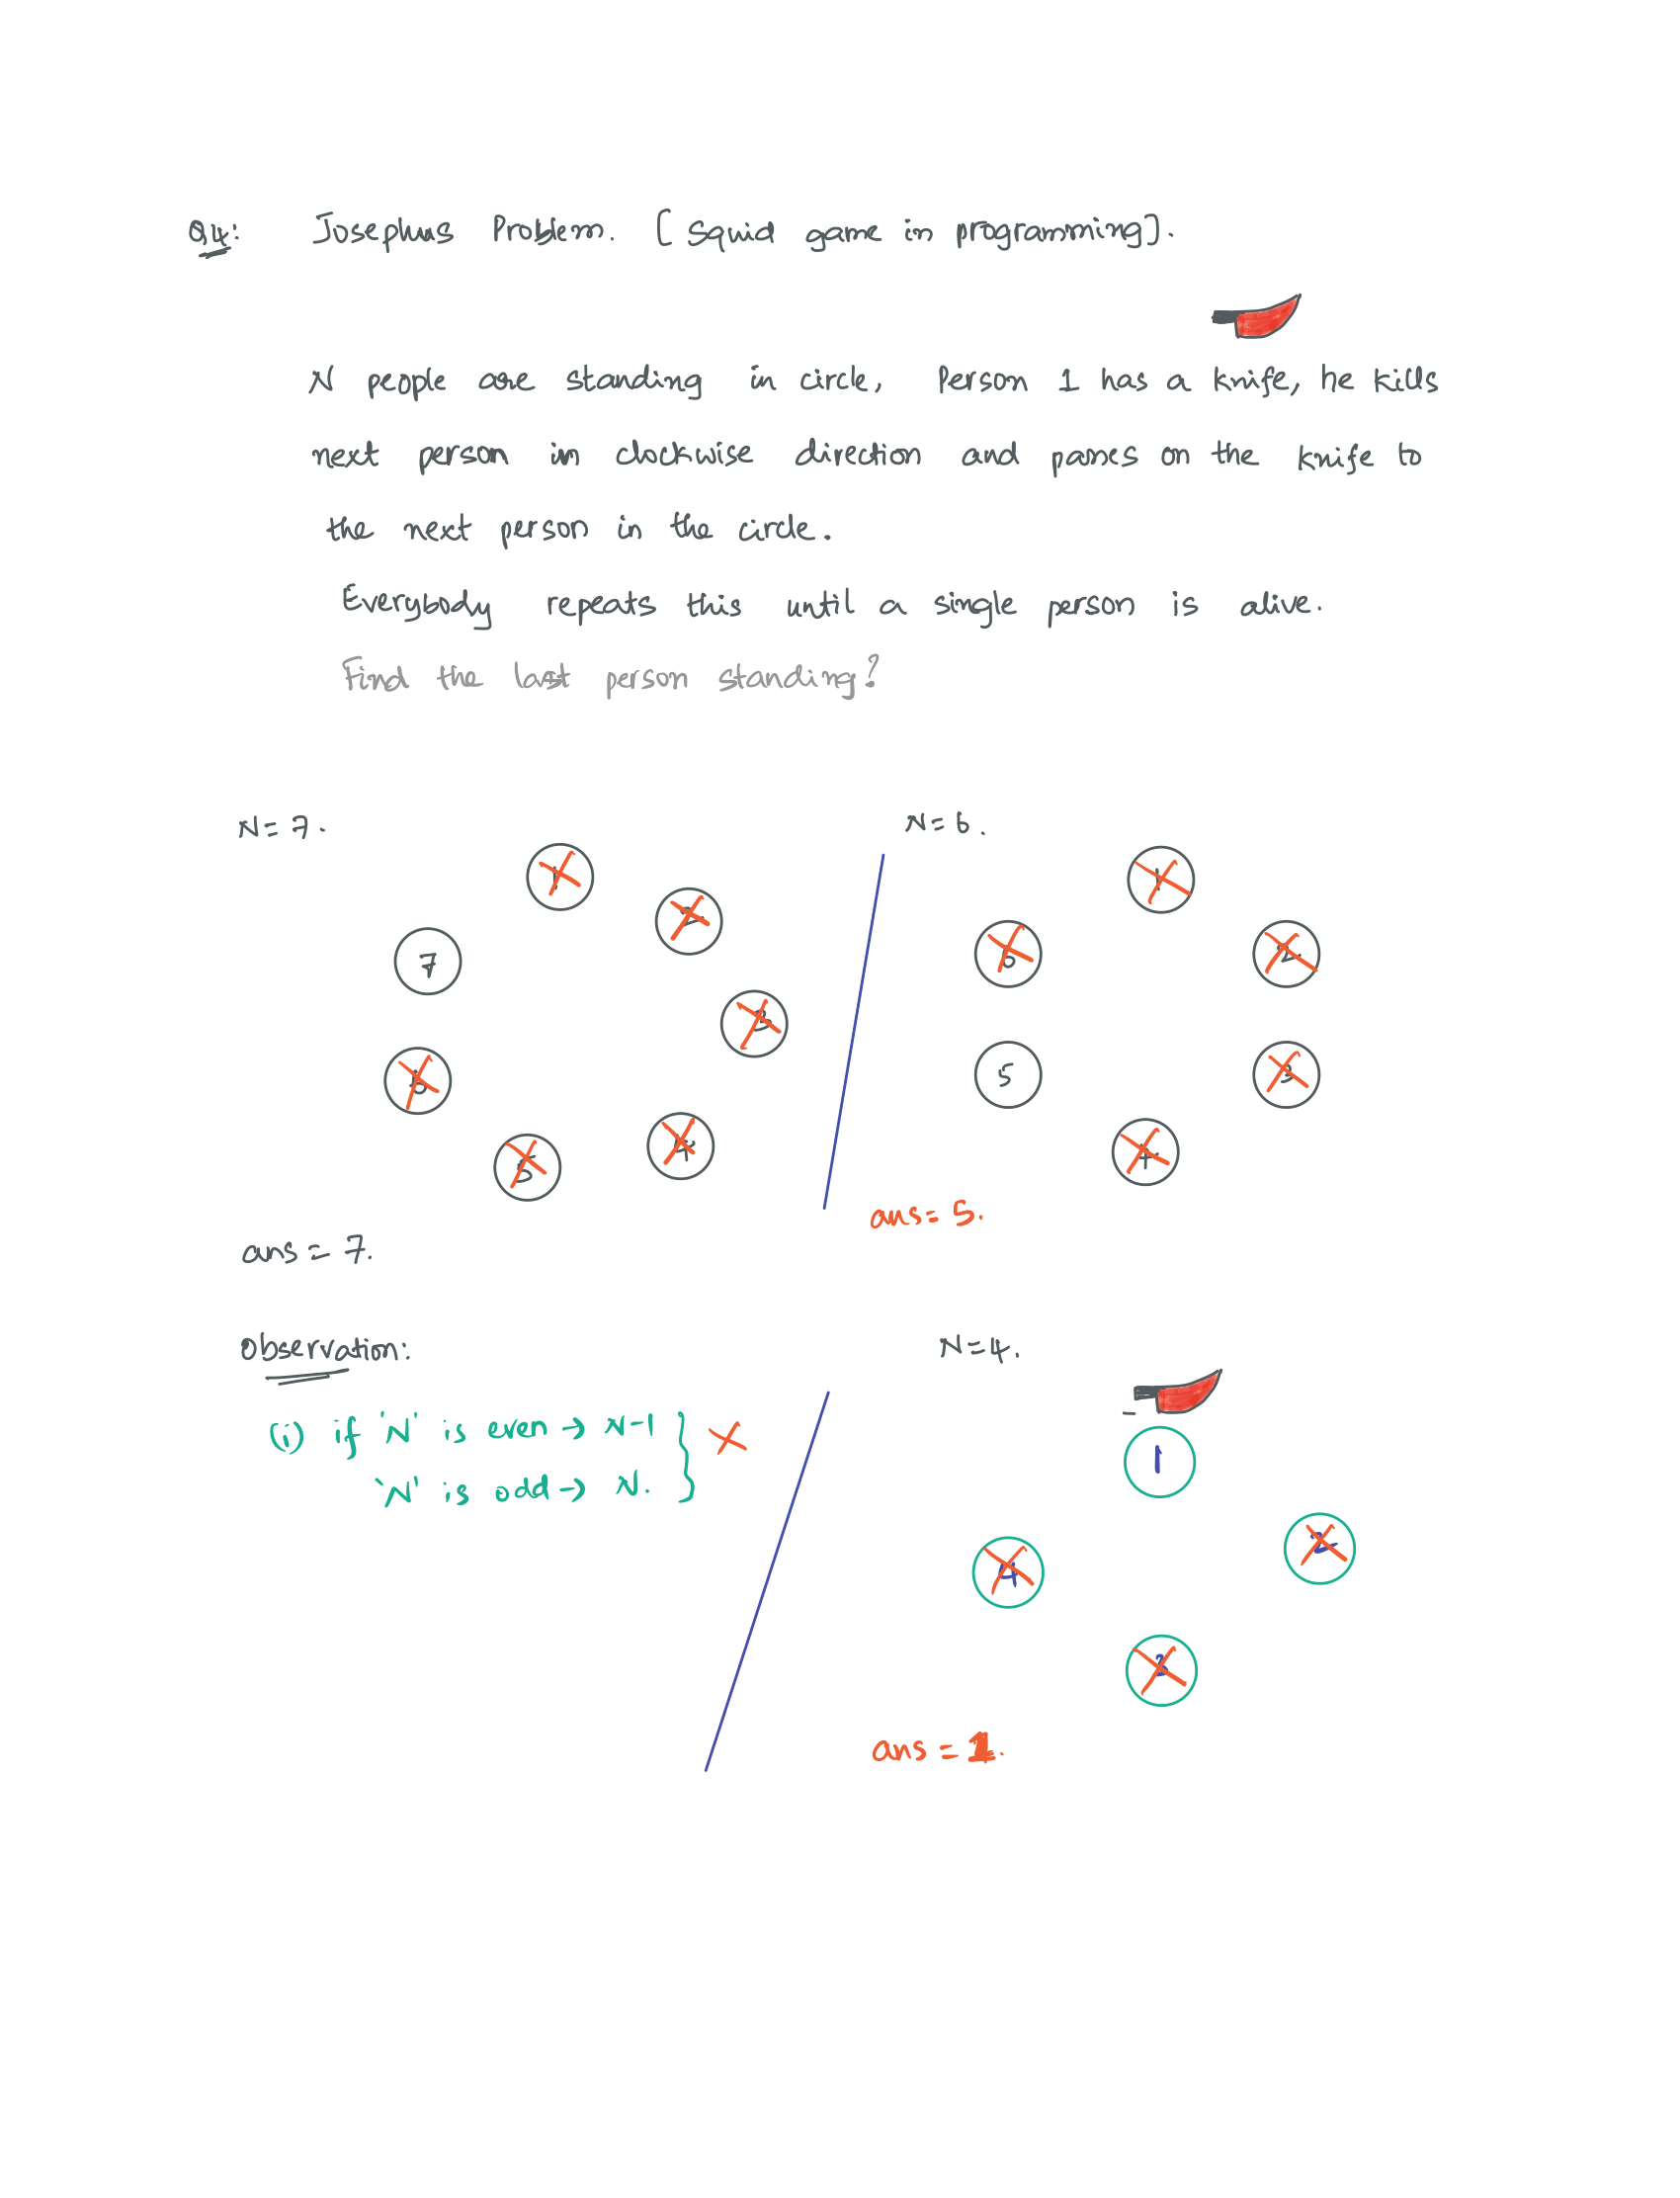 Q4: Josephus Problem. [Squid game in programming].
N people are standing in circle, Person 1 has a knife, he kills
next person in clockwise direction and passes on the knife to
the next person in the circle.
Everybody repeats this until a single person is alive.
Find the last person standing?
N=7.
1
2
3
4
5
6
7
ans = 7.
N=6.
1
2
3
4
5
6
ans= 5.
Observation:
(i) if 'N' is even → N-1
'N' is odd → N.
N=4.
1
2
3
4
ans = 1.